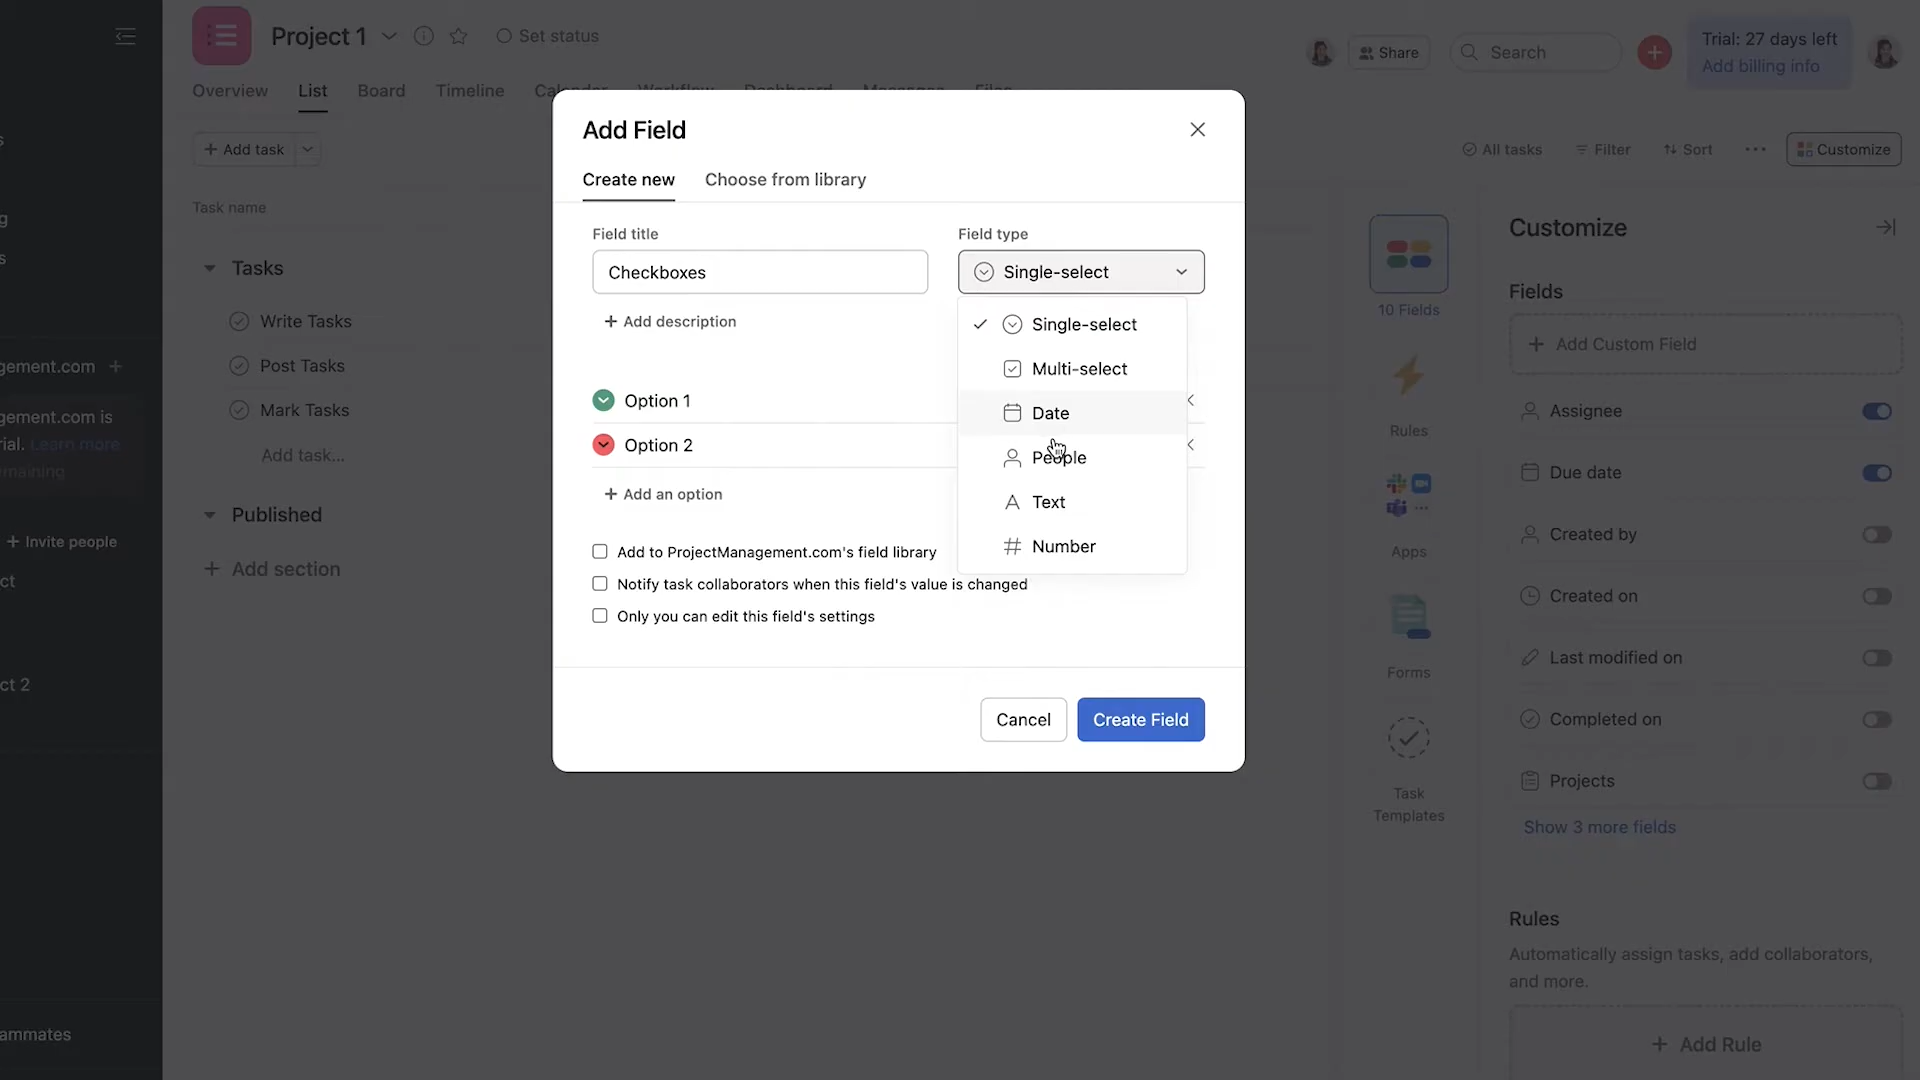 Project 1
Set status
Share
Search
Trial: 27 days left
Add billing info
Overview
List
Board
Timeline
Calendar
Workflow
Dashboard
Messages
Files
Add task
All tasks
Filter
Sort
Customize
Task name
Tasks
Write Tasks
Post Tasks
Mark Tasks
Add task...
Published
Add section
s
g
s
gement.com +
gement.com is
rial. Learn more
maining
+ Invite people
ct
ct 2
ammates
Add Field
Create new
Choose from library
Field title
Field type
Checkboxes
Single-select
+ Add description
Single-select
Multi-select
Date
People
Text
Number
Option 1
Option 2
+ Add an option
Add to ProjectManagement.com's field library
Notify task collaborators when this field's value is changed
Only you can edit this field's settings
Cancel
Create Field
10 Fields
Rules
Apps
Forms
Task
Templates
Customize
Fields
+ Add Custom Field
Assignee
Due date
Created by
Created on
Last modified on
Completed on
Projects
Show 3 more fields
Rules
Automatically assign tasks, add collaborators,
and more.
+ Add Rule